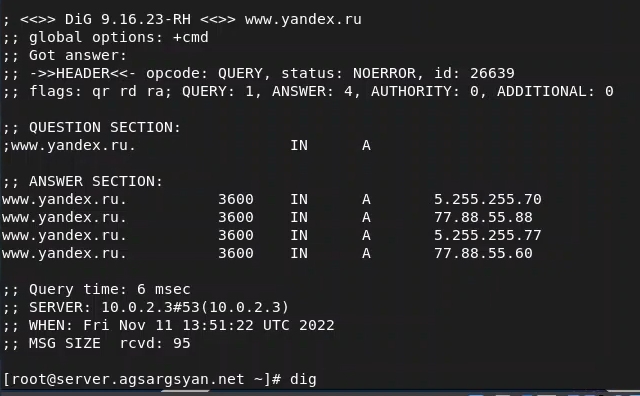 ; <<>> DiG 9.16.23-RH <<>> www.yandex.ru
;; global options: +cmd
;; Got answer:
;; ->>HEADER<<- opcode: QUERY, status: NOERROR, id: 26639
;; flags: qr rd ra; QUERY: 1, ANSWER: 4, AUTHORITY: 0, ADDITIONAL: 0
;; QUESTION SECTION:
;www.yandex.ru. IN A
;; ANSWER SECTION:
www.yandex.ru. 3600 IN A 5.255.255.70
www.yandex.ru. 3600 IN A 77.88.55.88
www.yandex.ru. 3600 IN A 5.255.255.77
www.yandex.ru. 3600 IN A 77.88.55.60
;; Query time: 6 msec
;; SERVER: 10.0.2.3#53(10.0.2.3)
;; WHEN: Fri Nov 11 13:51:22 UTC 2022
;; MSG SIZE rcvd: 95
[root@server.agsargsyan.net ~]# dig